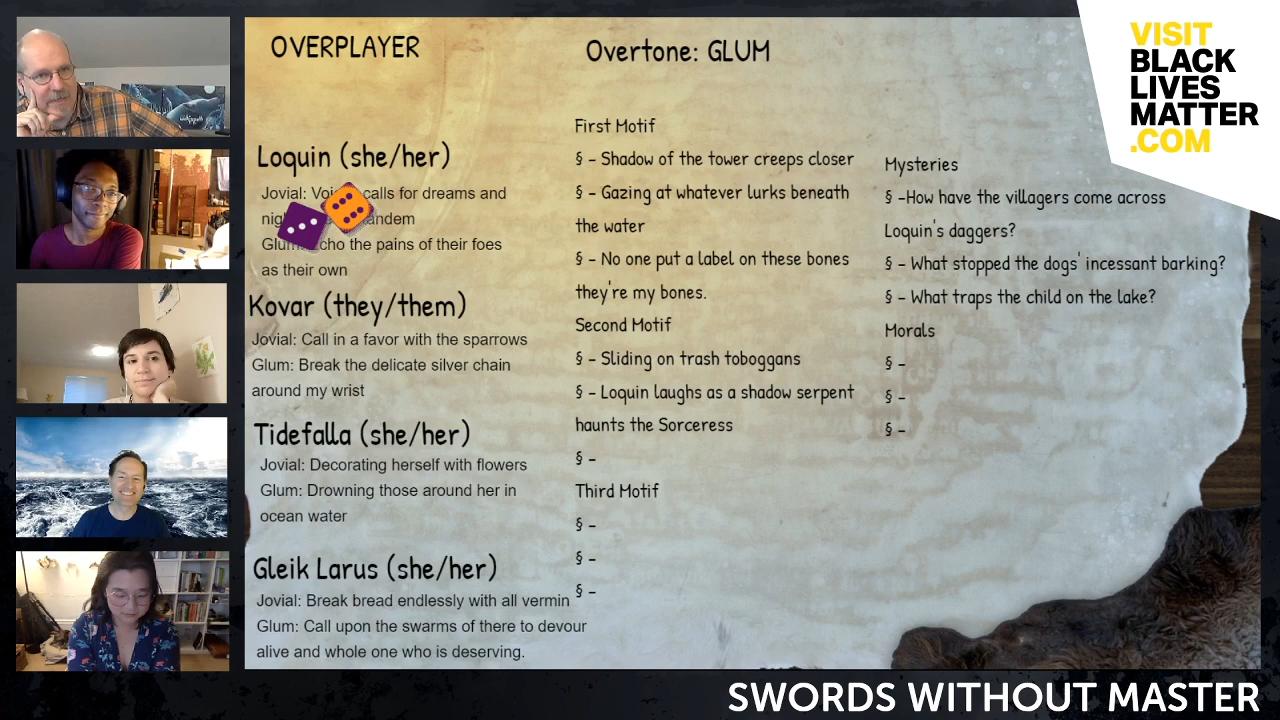 OVERPLAYER
Overtone: GLUM
VISIT
BLACK
LIVES
MATTER
.COM
Loquin (she/her)
Jovial: calls for dreams and
Glum: Echo the pains of their foes
as their own
Kovar (they/them)
Jovial: Call in a favor with the sparrows
Glum: Break the delicate silver chain
around my wrist
Tidefalla (she/her)
Jovial: Decorating herself with flowers
Glum: Drowning those around her in
ocean water
Gleik Larus (she/her)
Jovial: Break bread endlessly with all vermin
Glum: Call upon the swarms of there to devour
alive and whole one who is deserving.
First Motif
§ - Shadow of the tower creeps closer
§ - Gazing at whatever lurks beneath
the water
§ - No one put a label on these bones
they're my bones.
Second Motif
§ - Sliding on trash toboggans
§ - Loquin laughs as a shadow serpent
haunts the Sorceress
§ -
Third Motif
§ -
§ -
§ -
Mysteries
§ -How have the villagers come across
Loquin's daggers?
§ - What stopped the dogs' incessant barking?
§ - What traps the child on the lake?
Morals
§ -
§ -
§ -
SWORDS WITHOUT MASTER